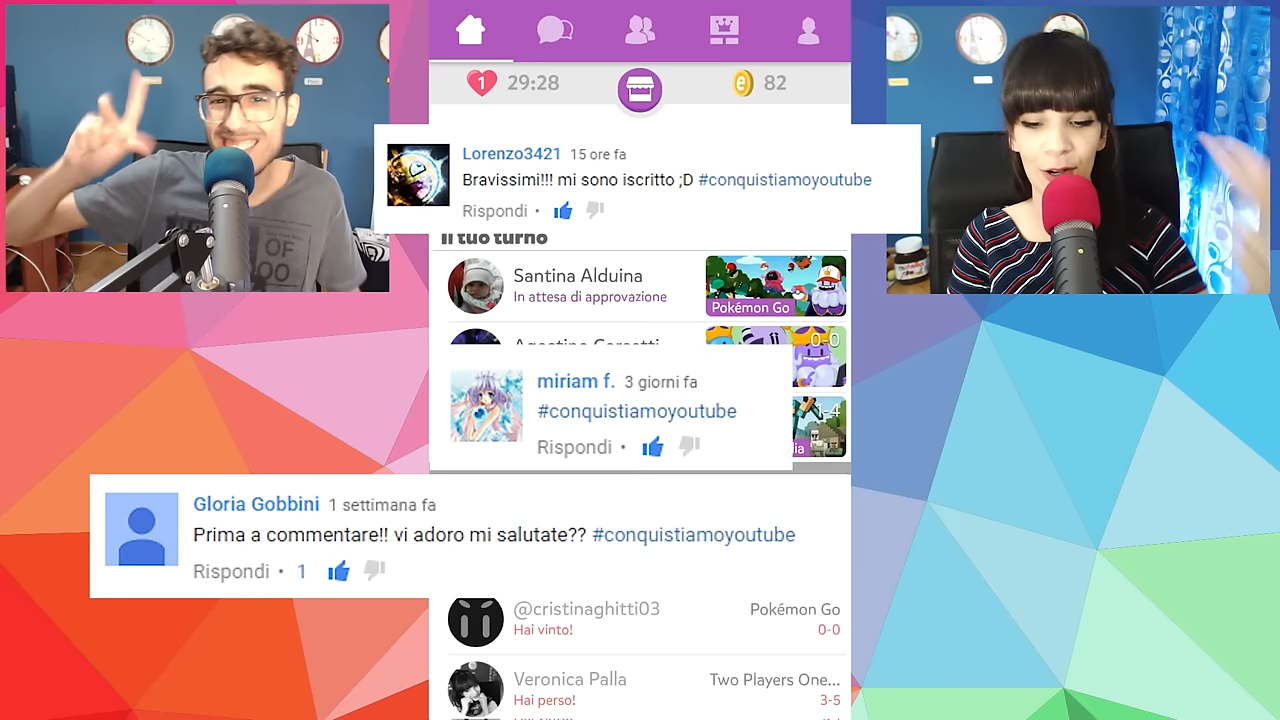 1 29:28
e 82
Lorenzo3421 15 ore fa
Bravissimi!!! mi sono iscritto ;D #conquistiamoyoutube
Rispondi •
Il tuo turno
Santina Alduina
In attesa di approvazione
Pokémon Go
0-0
miriam f. 3 giorni fa
#conquistiamoyoutube
Rispondi •
Gloria Gobbini 1 settimana fa
Prima a commentare!! vi adoro mi salutate?? #conquistiamoyoutube
Rispondi • 1
@cristinaghitti03 Pokémon Go
Hai vinto! 0-0
Veronica Palla Two Players One...
Hai perso! 3-5
OF